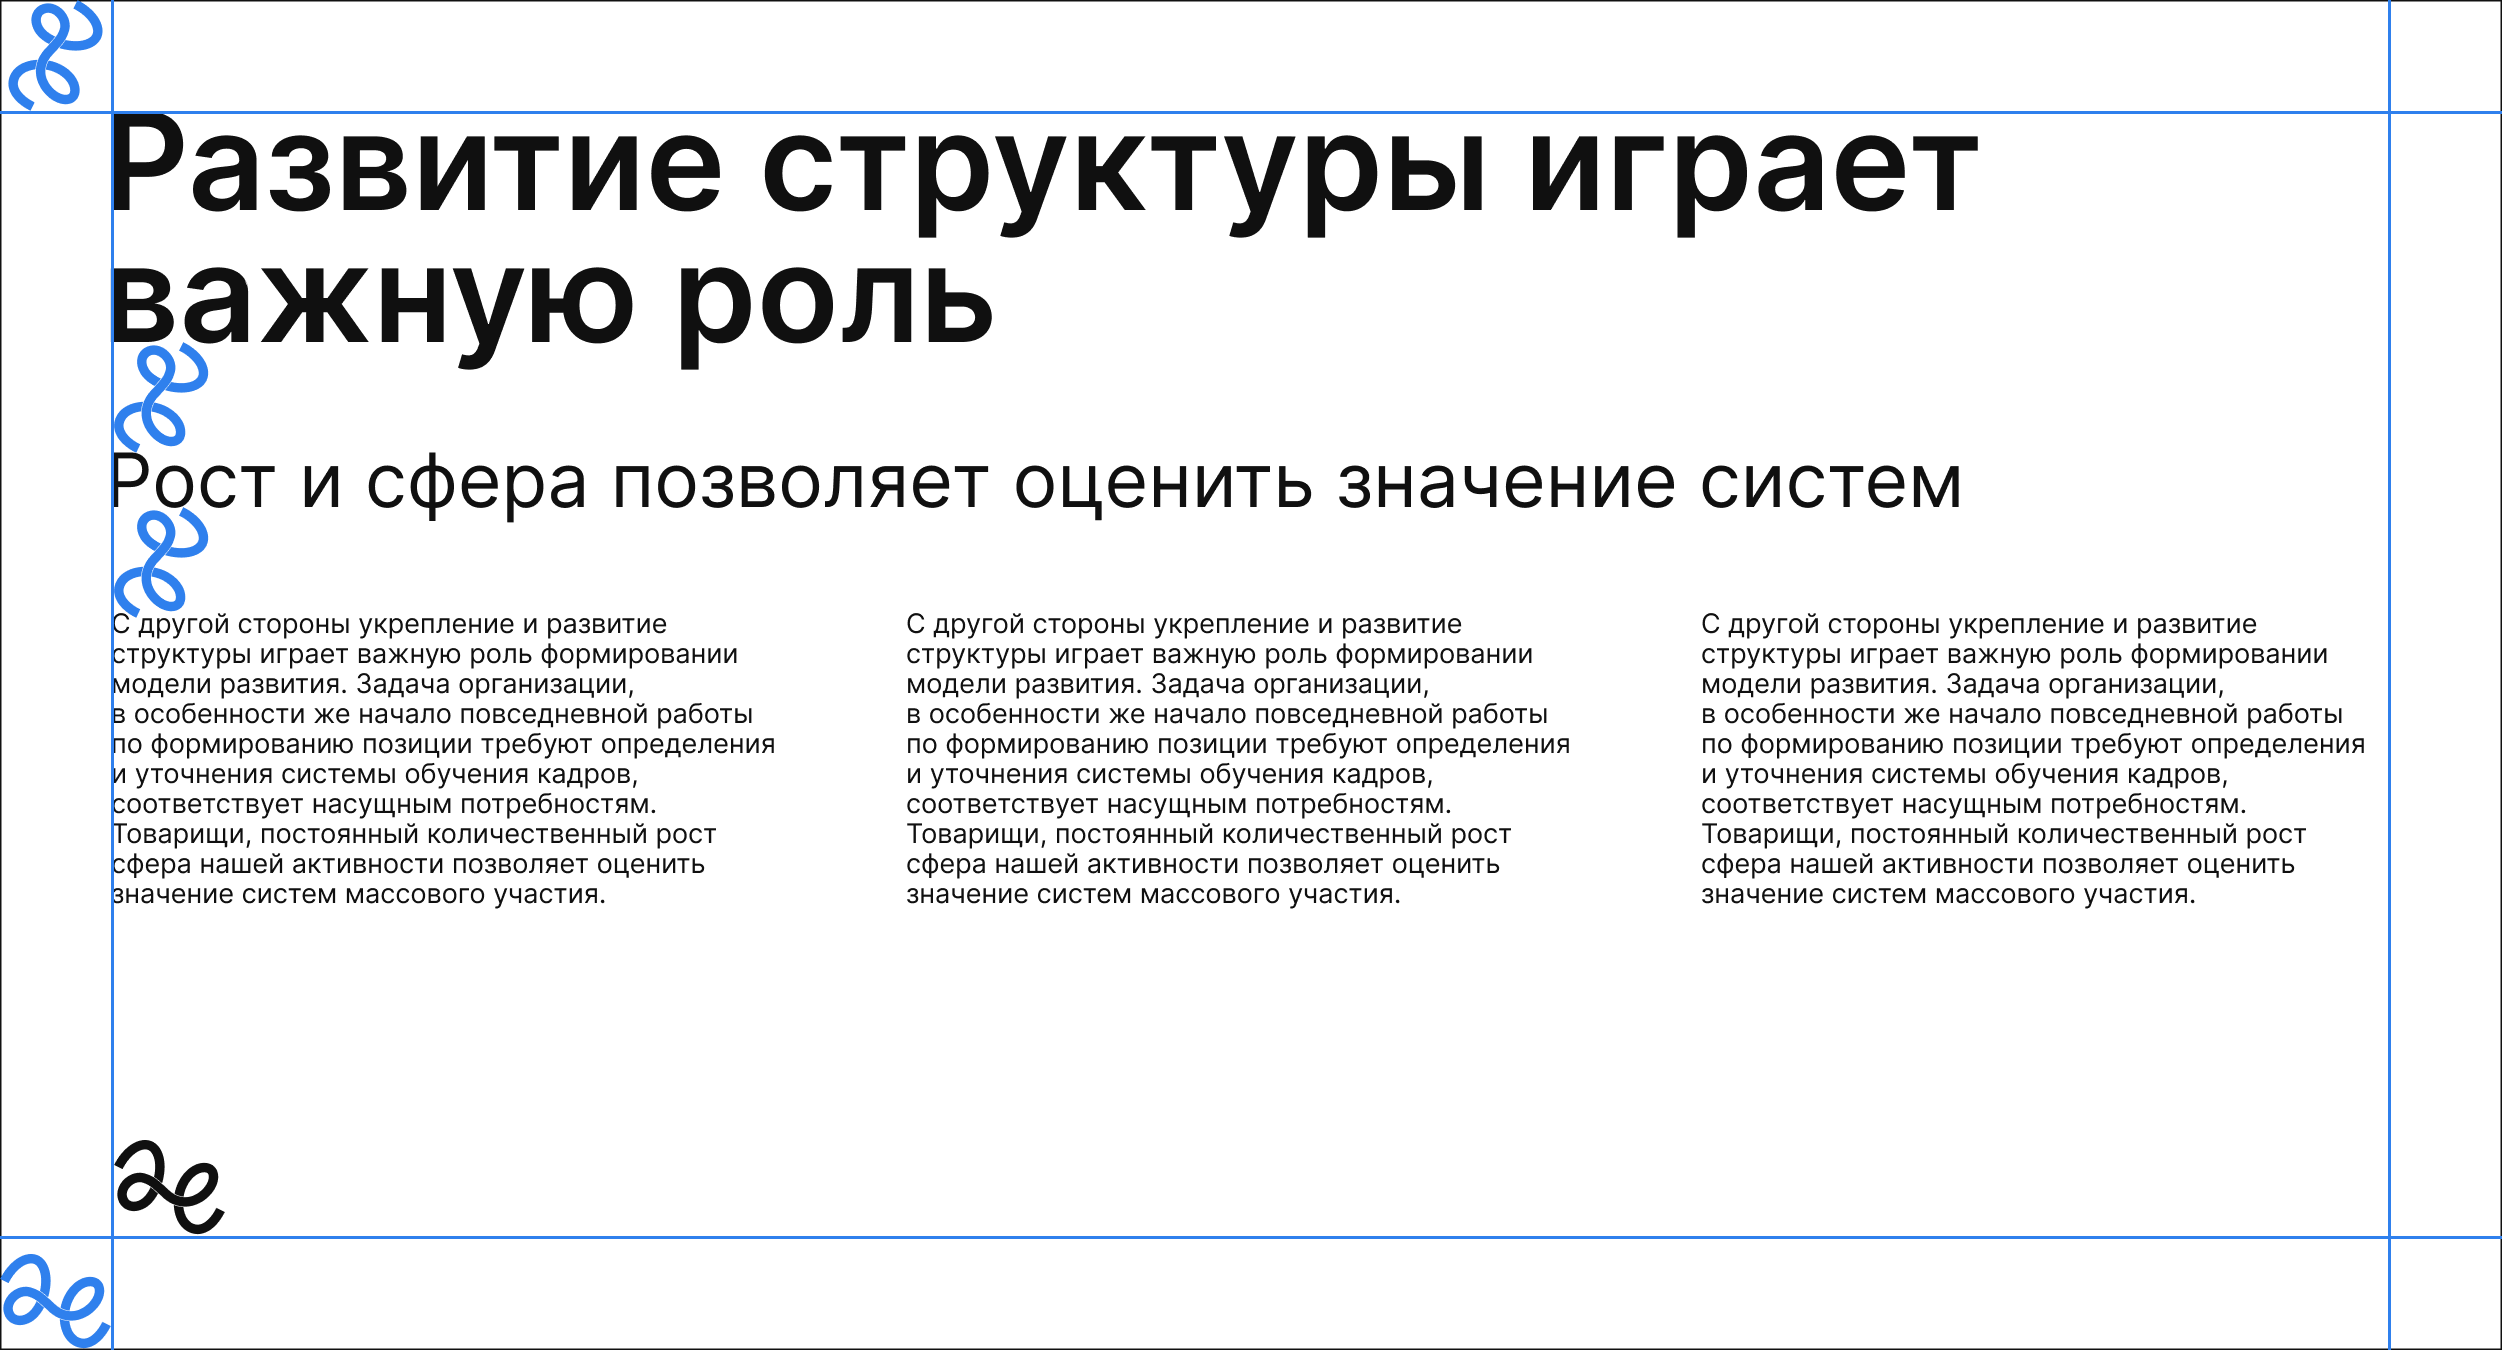 Развитие структуры играет
важную роль
Рост и сфера позволяет оценить значение систем
С другой стороны укрепление и развитие
структуры играет важную роль формировании
модели развития. Задача организации,
в особенности же начало повседневной работы
по формированию позиции требуют определения
и уточнения системы обучения кадров,
соответствует насущным потребностям.
Товарищи, постоянный количественный рост
сфера нашей активности позволяет оценить
значение систем массового участия.
С другой стороны укрепление и развитие
структуры играет важную роль формировании
модели развития. Задача организации,
в особенности же начало повседневной работы
по формированию позиции требуют определения
и уточнения системы обучения кадров,
соответствует насущным потребностям.
Товарищи, постоянный количественный рост
сфера нашей активности позволяет оценить
значение систем массового участия.
С другой стороны укрепление и развитие
структуры играет важную роль формировании
модели развития. Задача организации,
в особенности же начало повседневной работы
по формированию позиции требуют определения
и уточнения системы обучения кадров,
соответствует насущным потребностям.
Товарищи, постоянный количественный рост
сфера нашей активности позволяет оценить
значение систем массового участия.